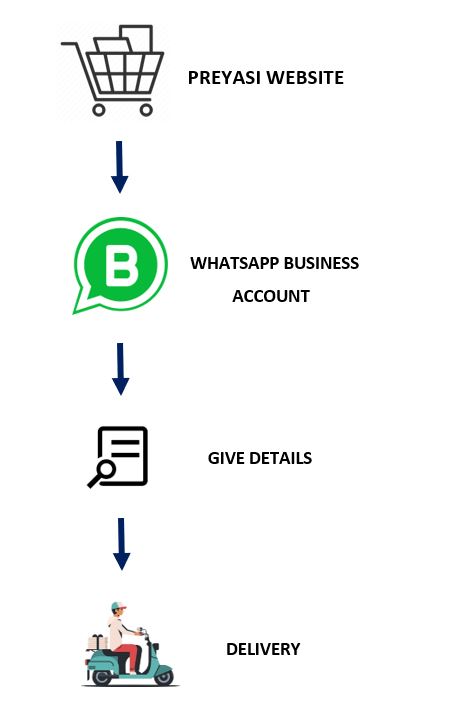 PREYASI WEBSITE
B
WHATSAPP BUSINESS
ACCOUNT
GIVE DETAILS
DELIVERY